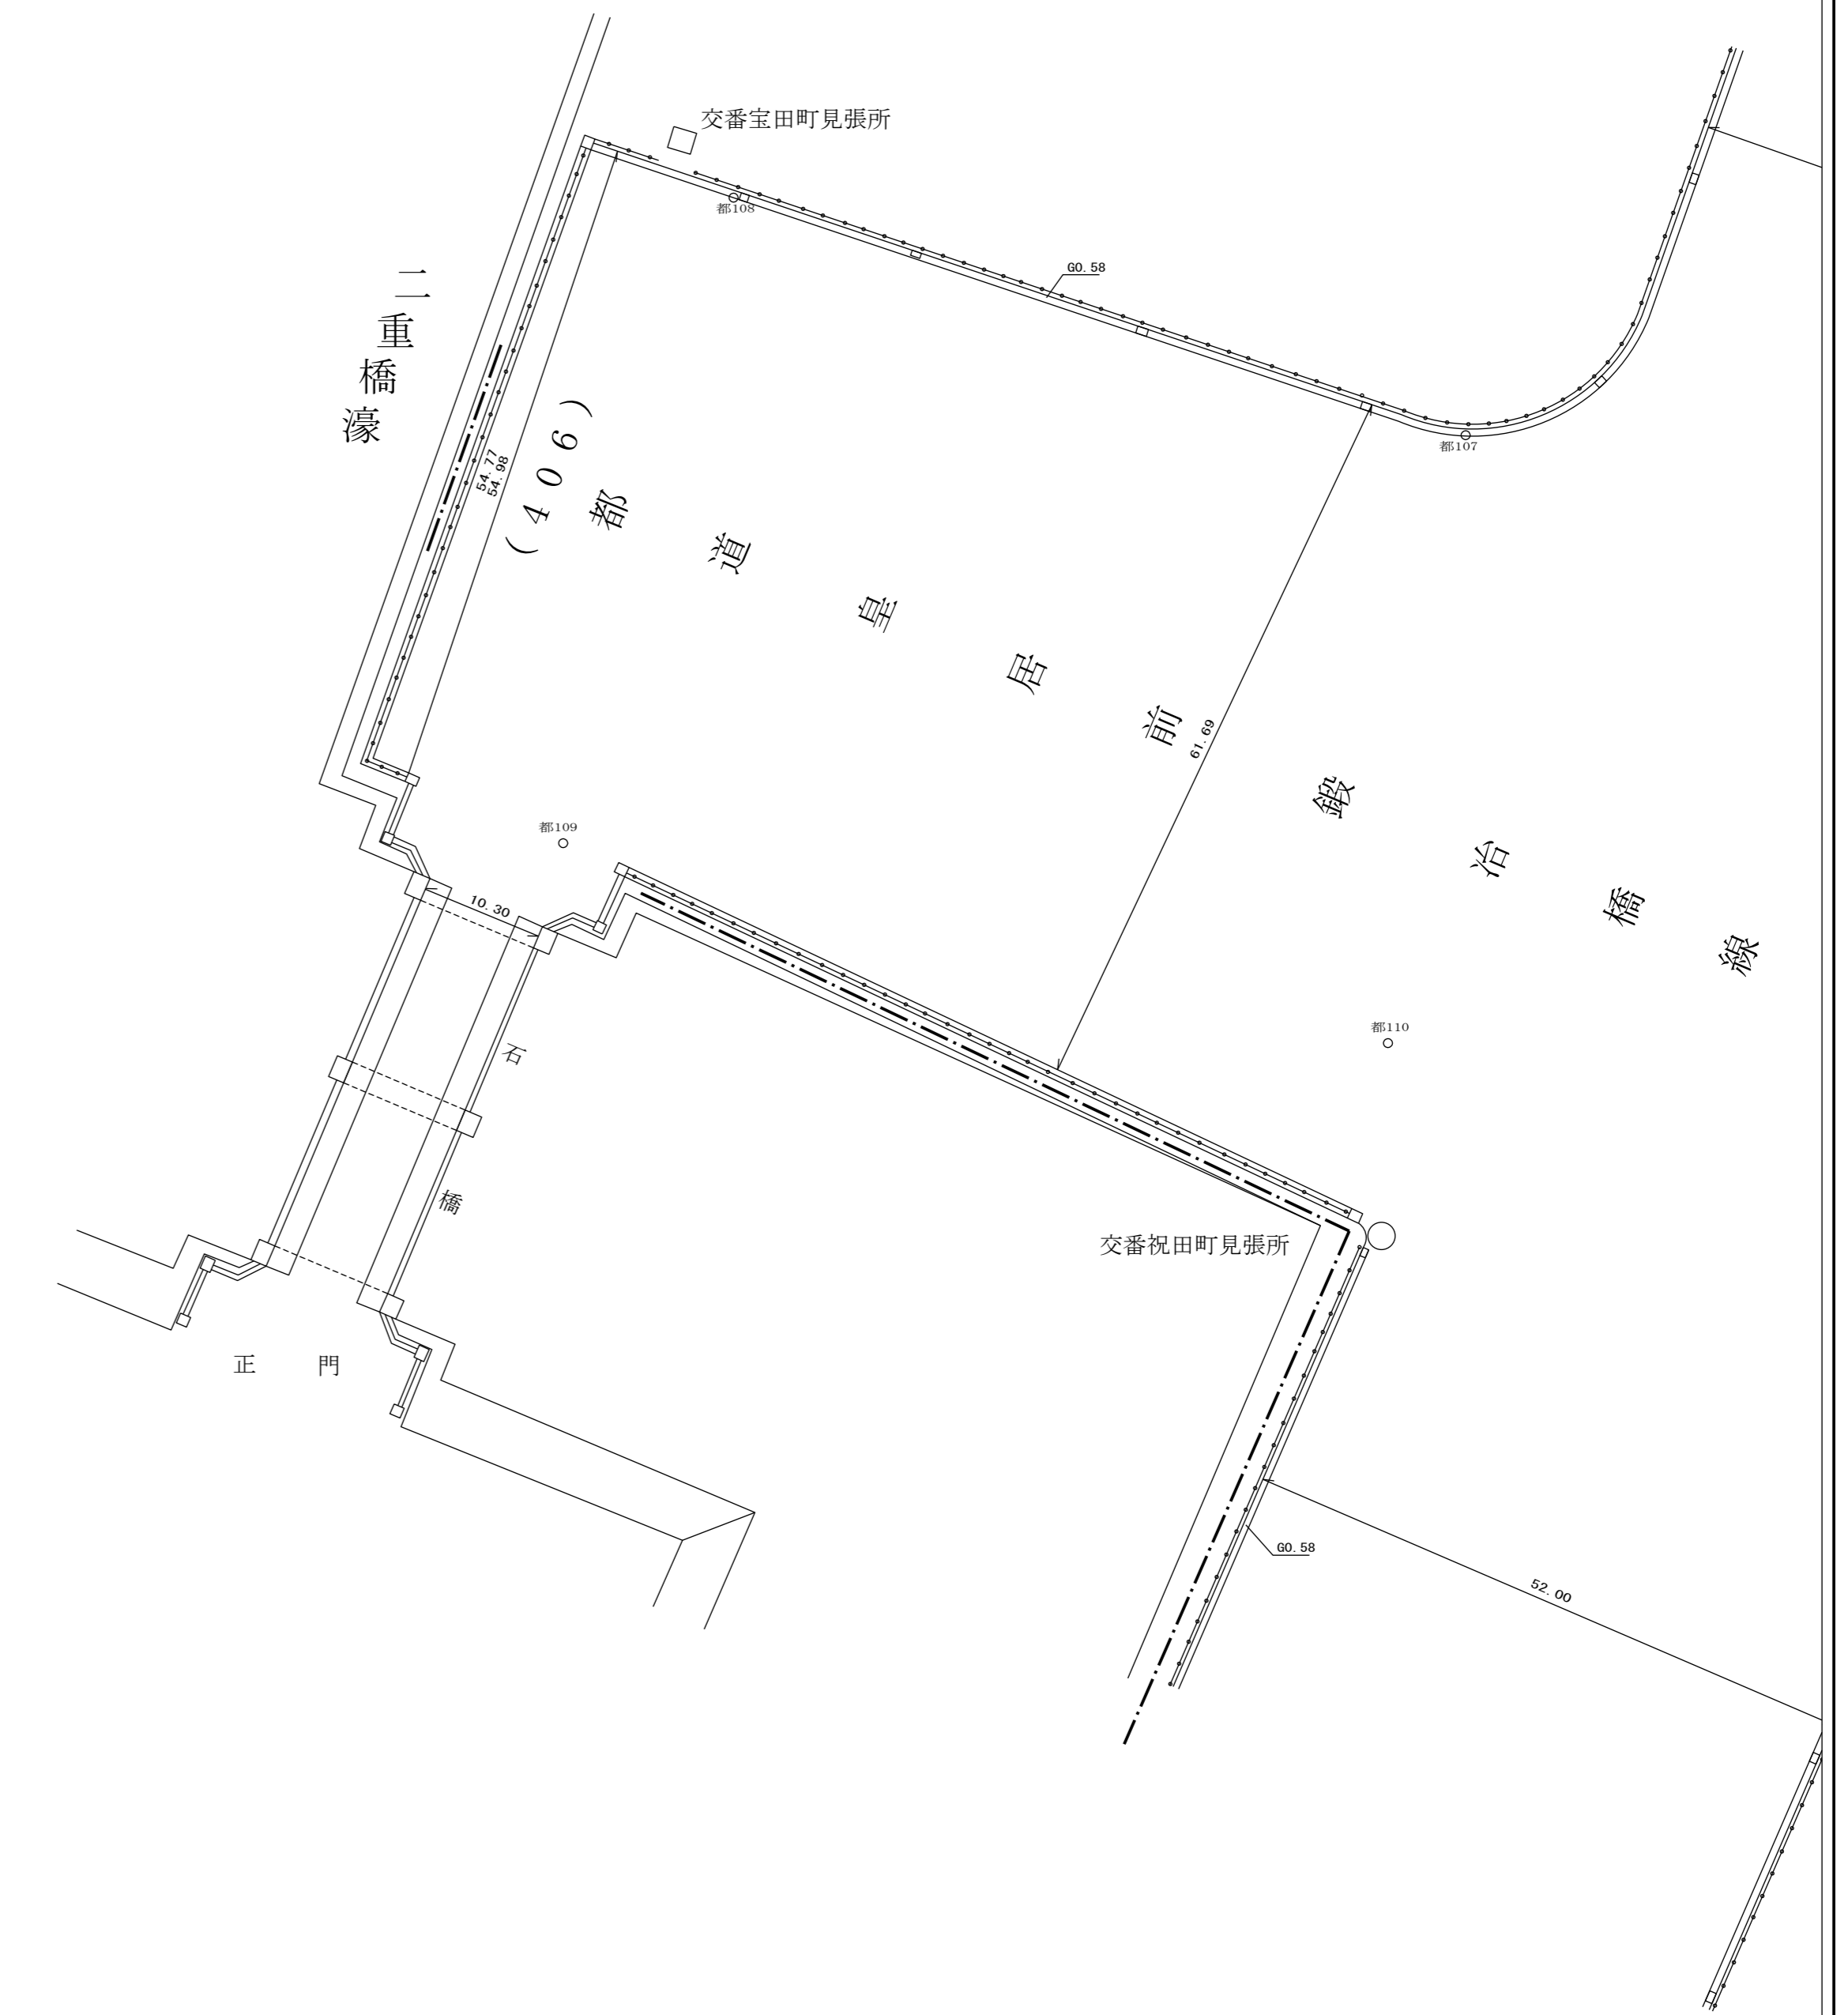 交番宝田町見張所
都108
G0.58
二重橋濠
都107
54.77
54.98
(406)
都道皇居前鍛冶橋線
61.69
都109
10.30
石橋
都110
交番祝田町見張所
正門
G0.58
52.00